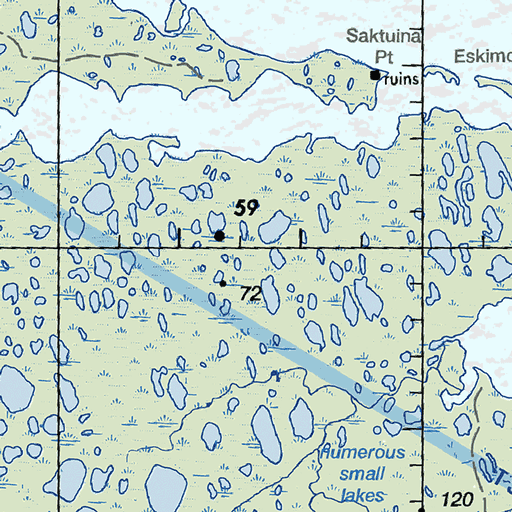 Saktuina
Pt
Eskimo
ruins
59
72
numerous
small
lakes
120